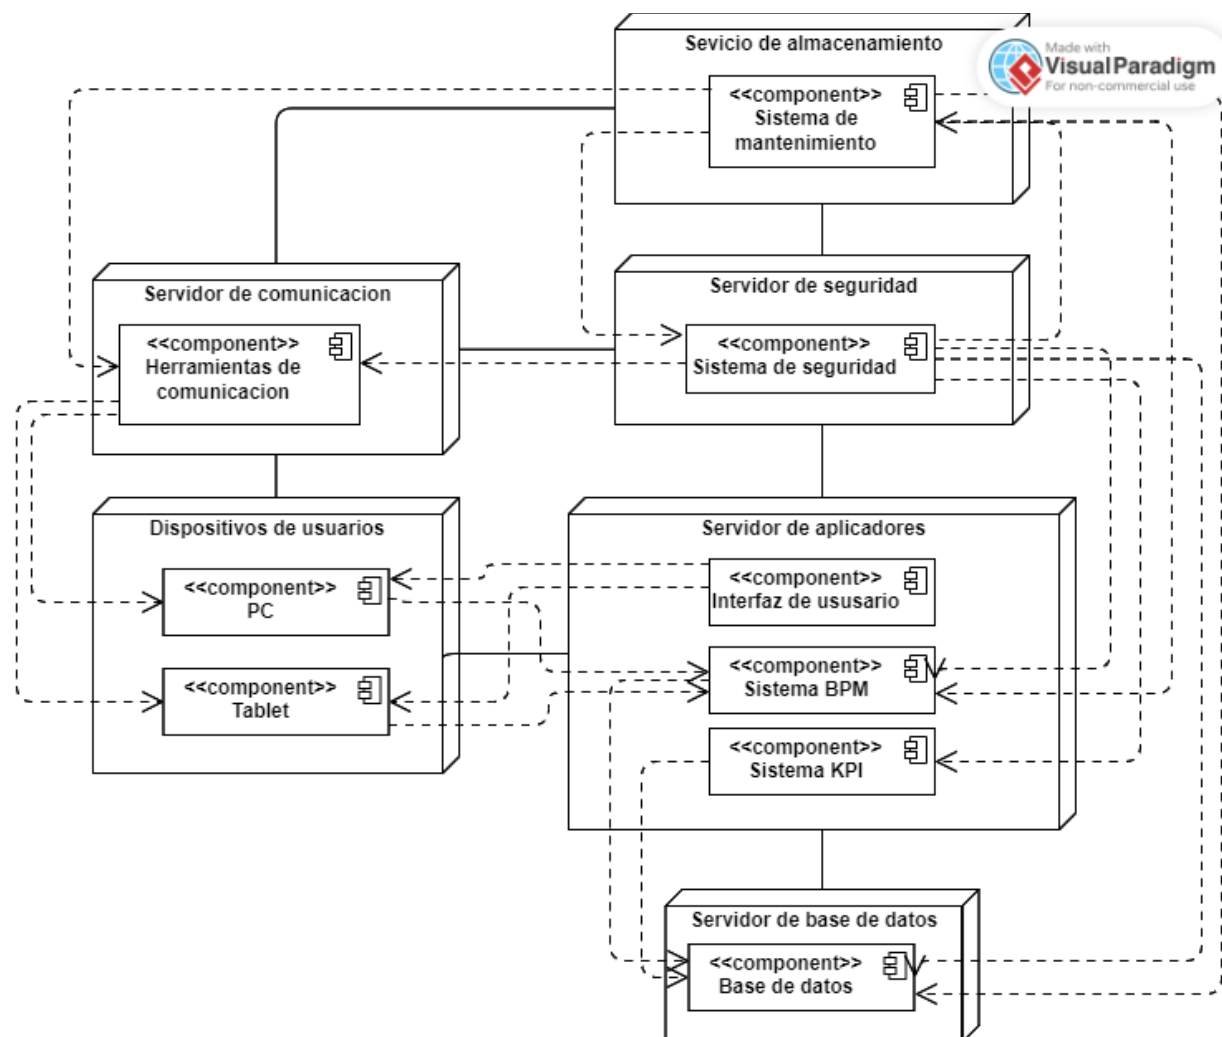 Sevicio de almacenamiento
Made with
VisualParadigm
For non-commercial use
<<component>>
Sistema de
mantenimiento
Servidor de comunicacion
<<component>>
Herramientas de
comunicacion
Servidor de seguridad
<<component>>
Sistema de seguridad
Dispositivos de usuarios
<<component>>
PC
<<component>>
Tablet
Servidor de aplicadores
<<component>>
Interfaz de ususario
<<component>>
Sistema BPM
<<component>>
Sistema KPI
Servidor de base de datos
<<component>>
Base de datos